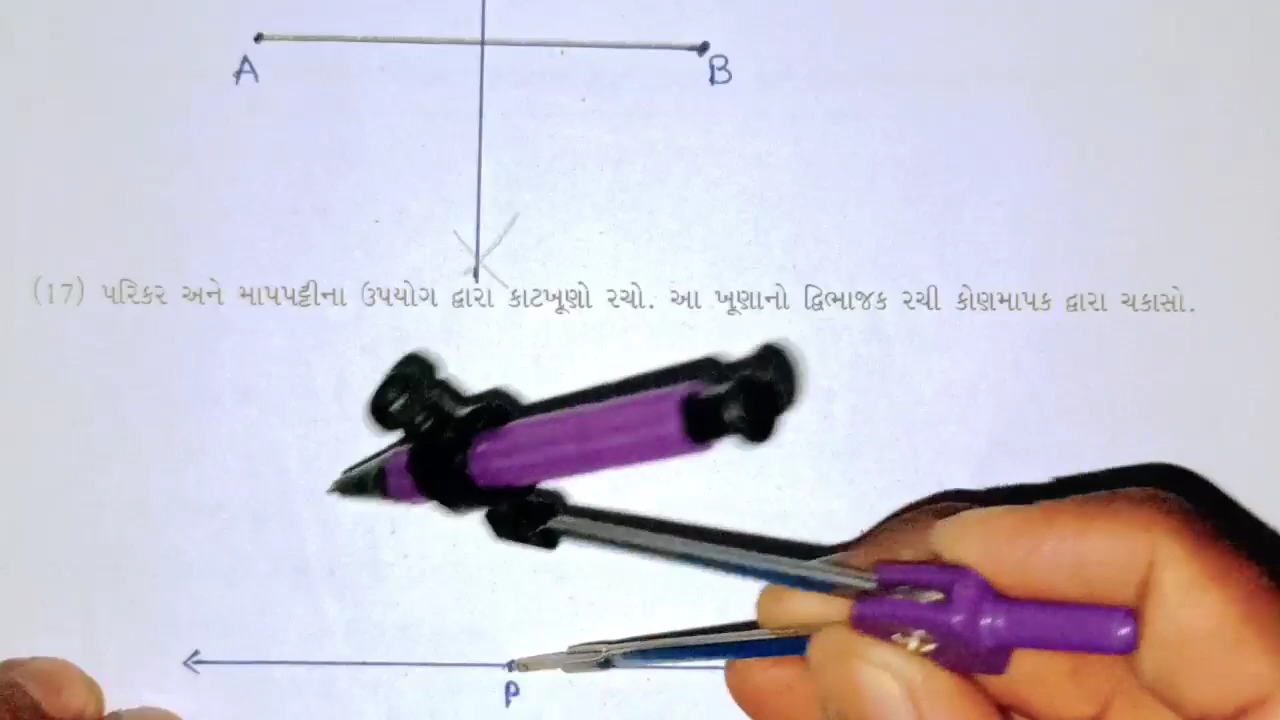 A B
(17) પરિકર અને માપપટ્ટીના ઉપયોગ દ્વારા કાટખૂણો રચો. આ ખૂણાનો દ્વિભાજક રચી કોણમાપક દ્વારા ચકાસો.
P